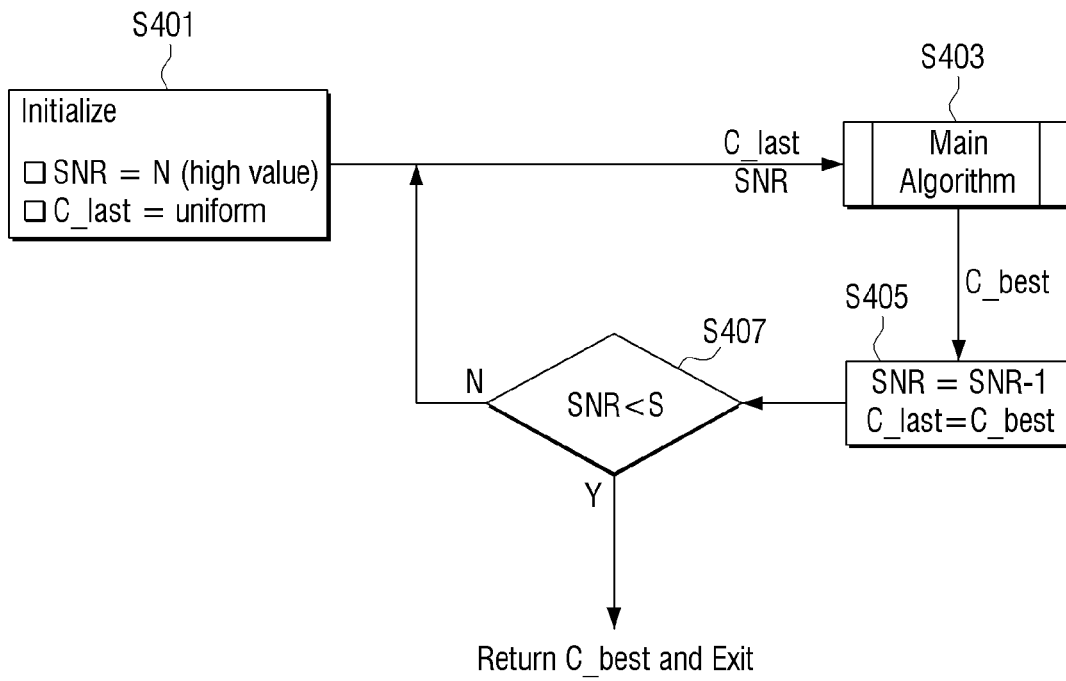 S401
Initialize
☐ SNR = N (high value)
☐ C_last = uniform
C_last
SNR
S403
Main
Algorithm
C_best
S405
SNR = SNR-1
C_last=C_best
S407
SNR<S
N
Y
Return C_best and Exit